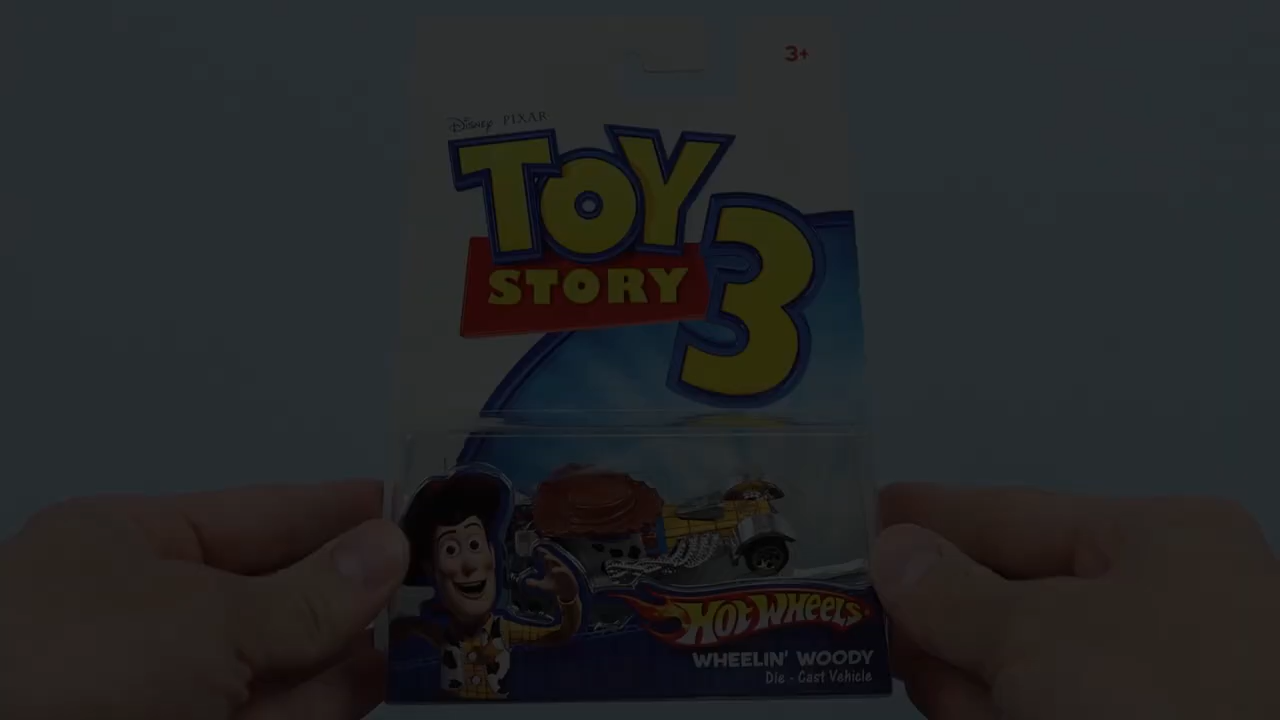 3+
Disney PIXAR
TOY
STORY
3
HOT WHEELS
WHEELIN' WOODY
Die - Cast Vehicle